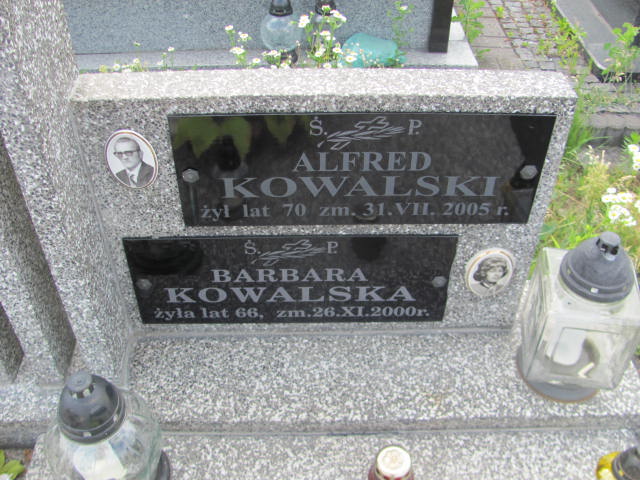 Ś. P.
ALFRED
KOWALSKI
żył lat 70 zm. 31. VII. 2005 r.
Ś. P.
BARBARA
KOWALSKA
żyła lat 66, zm. 26. XI. 2000r.